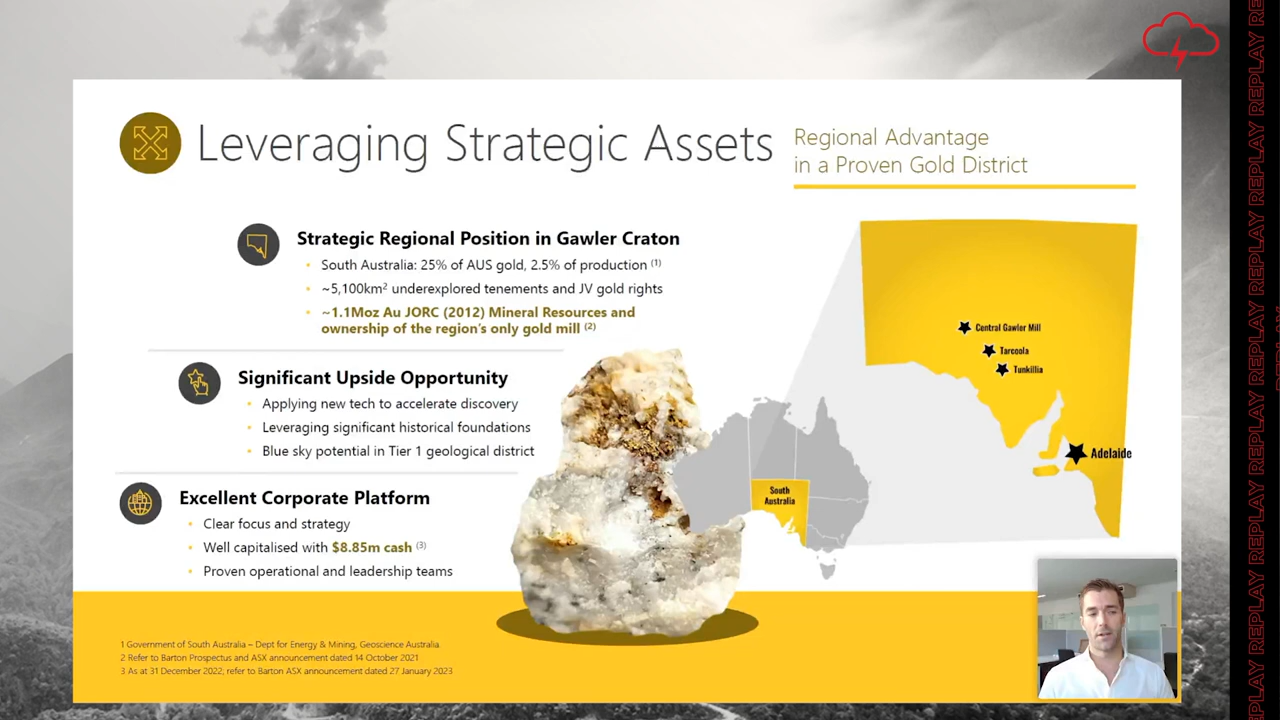 Leveraging Strategic Assets
Regional Advantage
in a Proven Gold District
Strategic Regional Position in Gawler Craton
• South Australia: 25% of AUS gold, 2.5% of production (1)
• ~5,100km² underexplored tenements and JV gold rights
• ~1.1Moz Au JORC (2012) Mineral Resources and
ownership of the region's only gold mill (2)
Significant Upside Opportunity
• Applying new tech to accelerate discovery
• Leveraging significant historical foundations
• Blue sky potential in Tier 1 geological district
Excellent Corporate Platform
• Clear focus and strategy
• Well capitalised with $8.85m cash (3)
• Proven operational and leadership teams
Central Gawler Mill
Tarcoola
Tunkillia
Adelaide
South
Australia
1 Government of South Australia – Dept for Energy & Mining, Geoscience Australia
2 Refer to Barton Prospectus and ASX announcement dated 14 October 2021
3 As at 31 December 2022, refer to Barton ASX announcement dated 27 January 2023
REPLAY REPLAY REPLAY REPLAY REPLAY REPLAY REPLAY REPLAY REPLAY